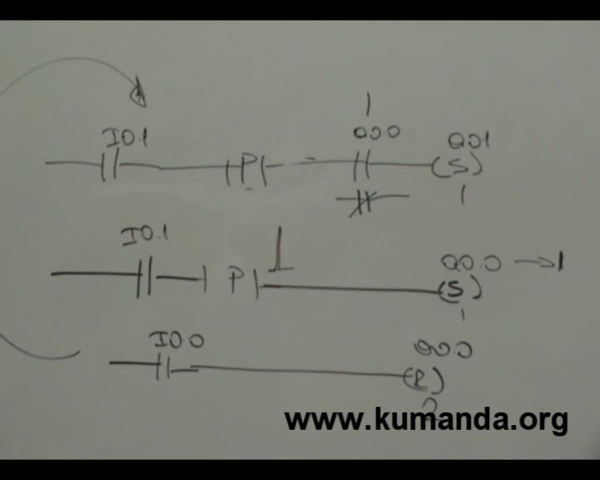 1
I0.1 Q0.0 Q0.1
P (S)
1
I0.1 Q0.0 → 1
P (S)
1
I0.0 Q0.0
(R)
www.kumanda.org